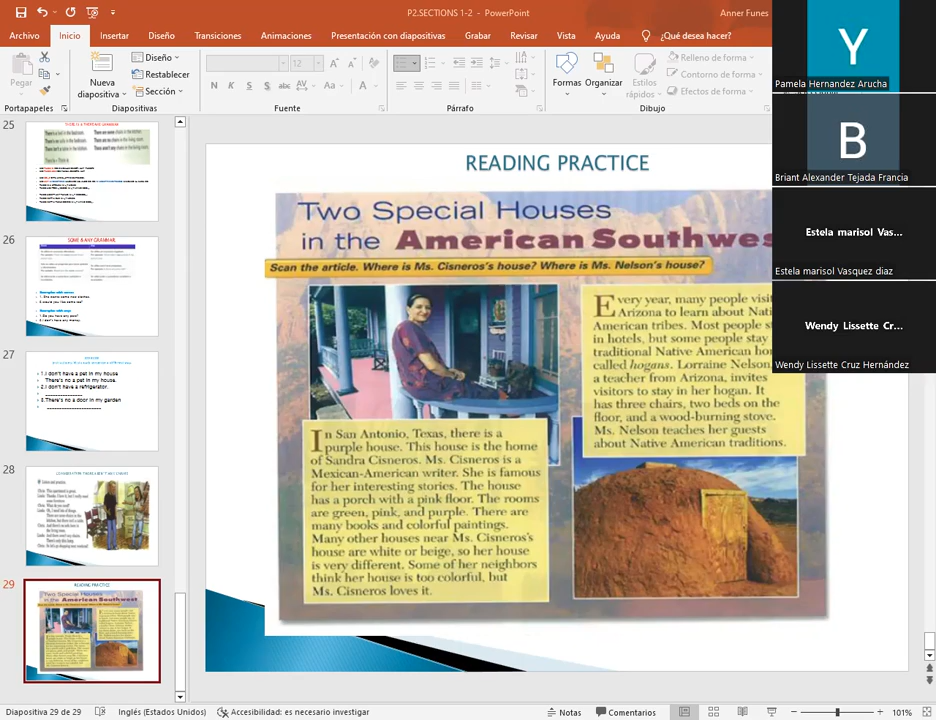 P2.SECTIONS 1-2 - PowerPoint
Anner Funes
Archivo Inicio Insertar Diseño Transiciones Animaciones Presentación con diapositivas Grabar Revisar Vista Ayuda ¿Qué desea hacer?
Pegar
Nueva diapositiva
Diseño
Restablecer
Sección
12
N K S S abc AV Aa A
Formas
Organizar
Estilos rápidos
Relleno de forma
Contorno de forma
Efectos de forma
Portapapeles Diapositivas Fuente Párrafo Dibujo
Y
Pamela Hernandez Arucha
B
Briant Alexander Tejada Francia
Estela marisol Vas...
Estela marisol Vasquez diaz
Wendy Lissette Cr...
Wendy Lissette Cruz Hernández
25
26
SOME & ANY GRAMMAR
27
1. I don't have a pet in my house
There's no a pet in my house.
2. I don't have a refrigerator.
3. There's no a door in my garden
28
29
READING PRACTICE
READING PRACTICE
Two Special Houses
in the American Southwes
Scan the article. Where is Ms. Cisneros's house? Where is Ms. Nelson's house?
In San Antonio, Texas, there is a
purple house. This house is the home
of Sandra Cisneros. Ms. Cisneros is a
Mexican-American writer. She is famous
for her interesting stories. The house
has a porch with a pink floor. The rooms
are green, pink, and purple. There are
many books and colorful paintings.
Many other houses near Ms. Cisneros's
house are white or beige, so her house
is very different. Some of her neighbors
think her house is too colorful, but
Ms. Cisneros loves it.
Every year, many people visit
Arizona to learn about Nati
American tribes. Most people s
in hotels, but some people stay
traditional Native American ho
called hogans. Lorraine Nelson
a teacher from Arizona, invites
visitors to stay in her hogan. It
has three chairs, two beds on the
floor, and a wood-burning stove.
Ms. Nelson teaches her guests
about Native American traditions.
Diapositiva 29 de 29 Inglés (Estados Unidos) Accesibilidad: es necesario investigar Notas Comentarios 101%